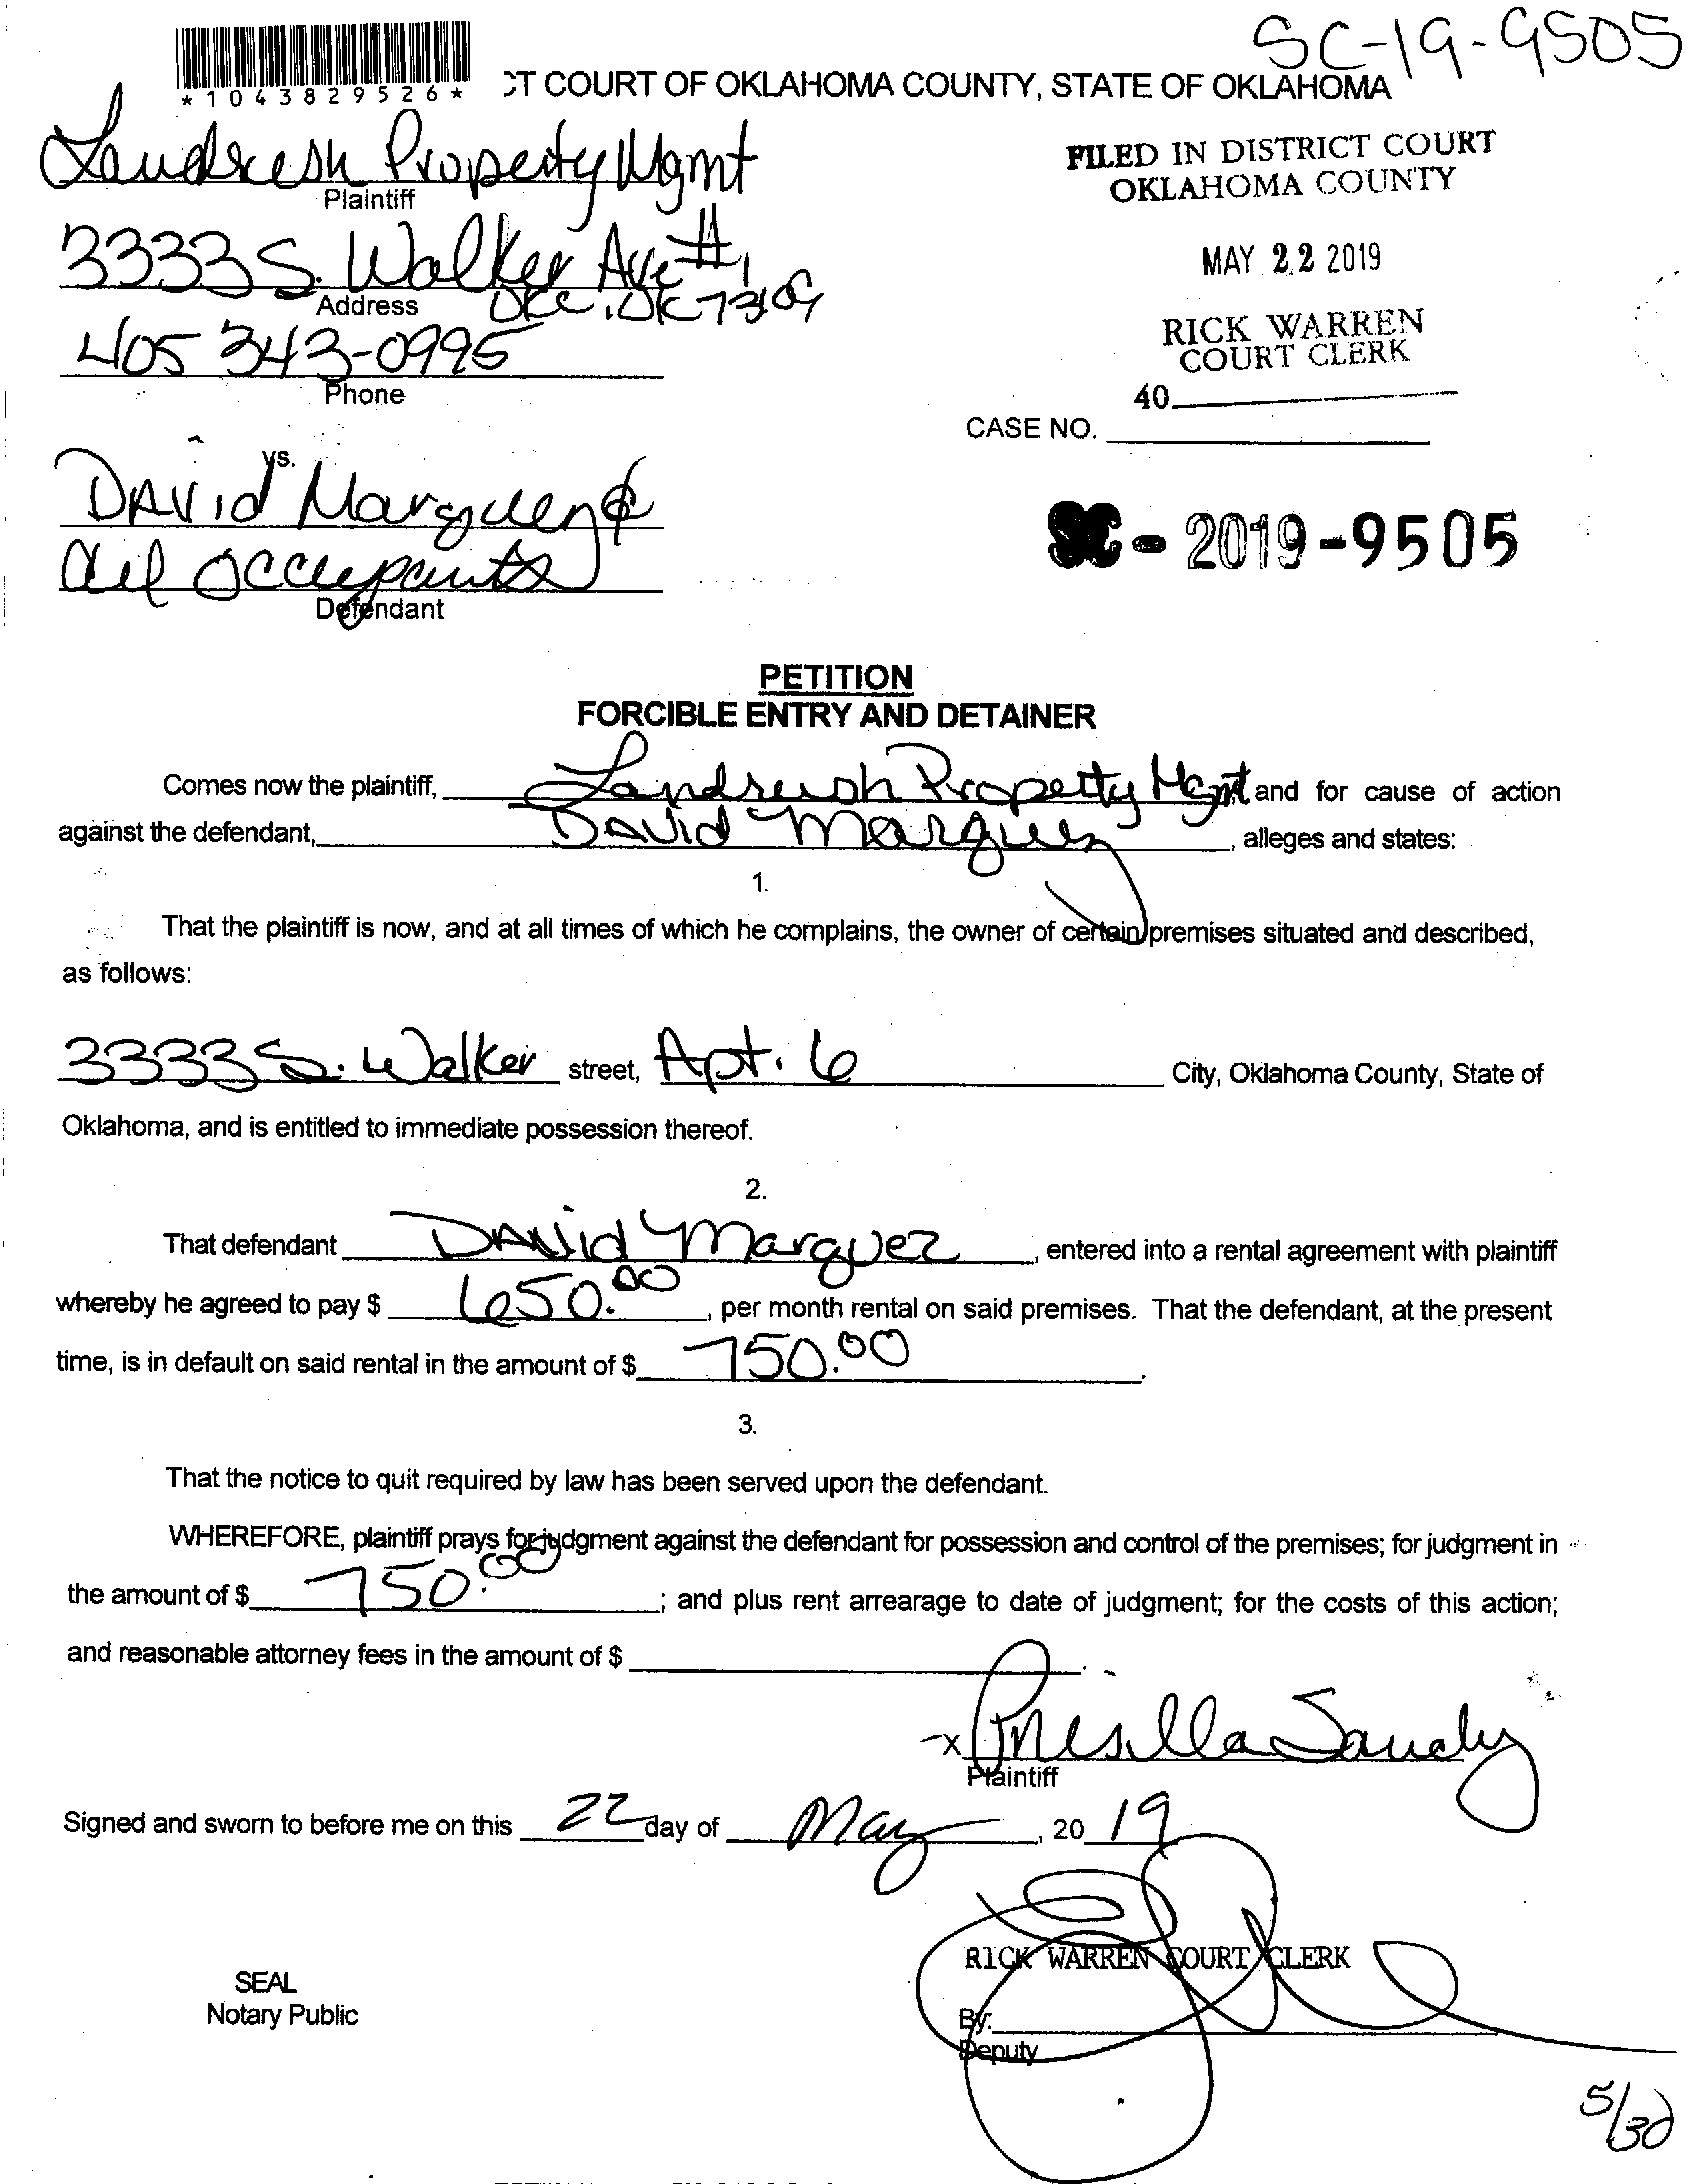 SC-19-9505
*1043829526*
CT COURT OF OKLAHOMA COUNTY, STATE OF OKLAHOMA
Landresh Property Mgmt
Plaintiff
3333 S. Walker Ave #1
Address OKC, OK 73109
405 343-0995
Phone
FILED IN DISTRICT COURT
OKLAHOMA COUNTY
MAY 22 2019
RICK WARREN
COURT CLERK
40
CASE NO.
vs.
David Marquez &
all occupants
Defendant
SC - 2019-9505
PETITION
FORCIBLE ENTRY AND DETAINER
Comes now the plaintiff, Landresh Property Mgmt and for cause of action
against the defendant, David Marquez, alleges and states:
1.
That the plaintiff is now, and at all times of which he complains, the owner of certain premises situated and described,
as follows:
3333 S. Walker street, Apt. 6 City, Oklahoma County, State of
Oklahoma, and is entitled to immediate possession thereof.
2.
That defendant David Marquez, entered into a rental agreement with plaintiff
whereby he agreed to pay $ 650.00, per month rental on said premises. That the defendant, at the present
time, is in default on said rental in the amount of $ 750.00.
3.
That the notice to quit required by law has been served upon the defendant.
WHEREFORE, plaintiff prays for judgment against the defendant for possession and control of the premises; for judgment in
the amount of $ 750.00; and plus rent arrearage to date of judgment; for the costs of this action;
and reasonable attorney fees in the amount of $
x Prisilla Sandy
Plaintiff
Signed and sworn to before me on this 22 day of May, 20 19
RICK WARREN COURT CLERK
SEAL
Notary Public
By:
Deputy
5/30